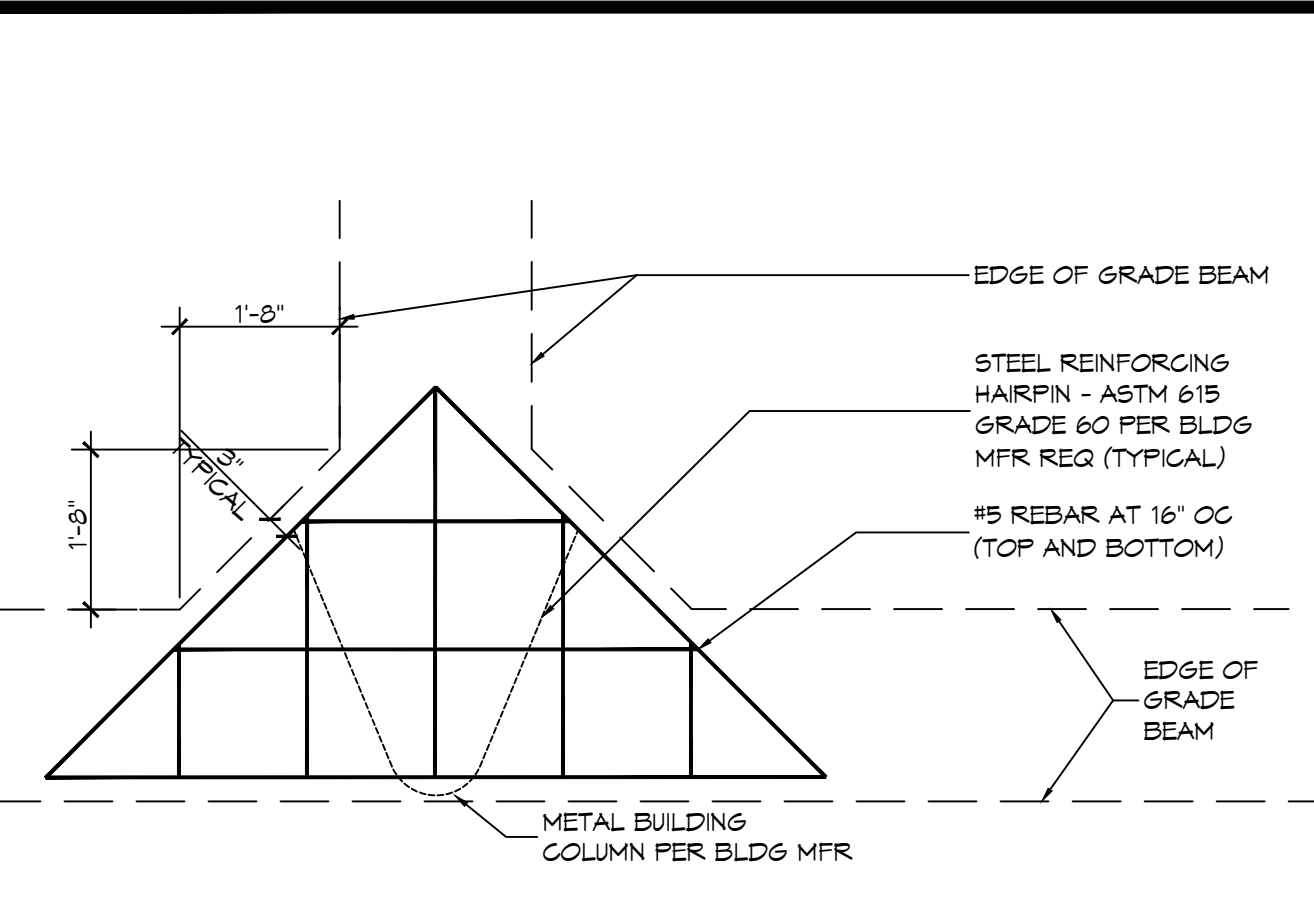 EDGE OF GRADE BEAM
1'-8"
STEEL REINFORCING
HAIRPIN - ASTM 615
GRADE 60 PER BLDG
MFR REQ (TYPICAL)
3"
TYPICAL
1'-8"
#5 REBAR AT 16" OC
(TOP AND BOTTOM)
EDGE OF
GRADE
BEAM
METAL BUILDING
COLUMN PER BLDG MFR